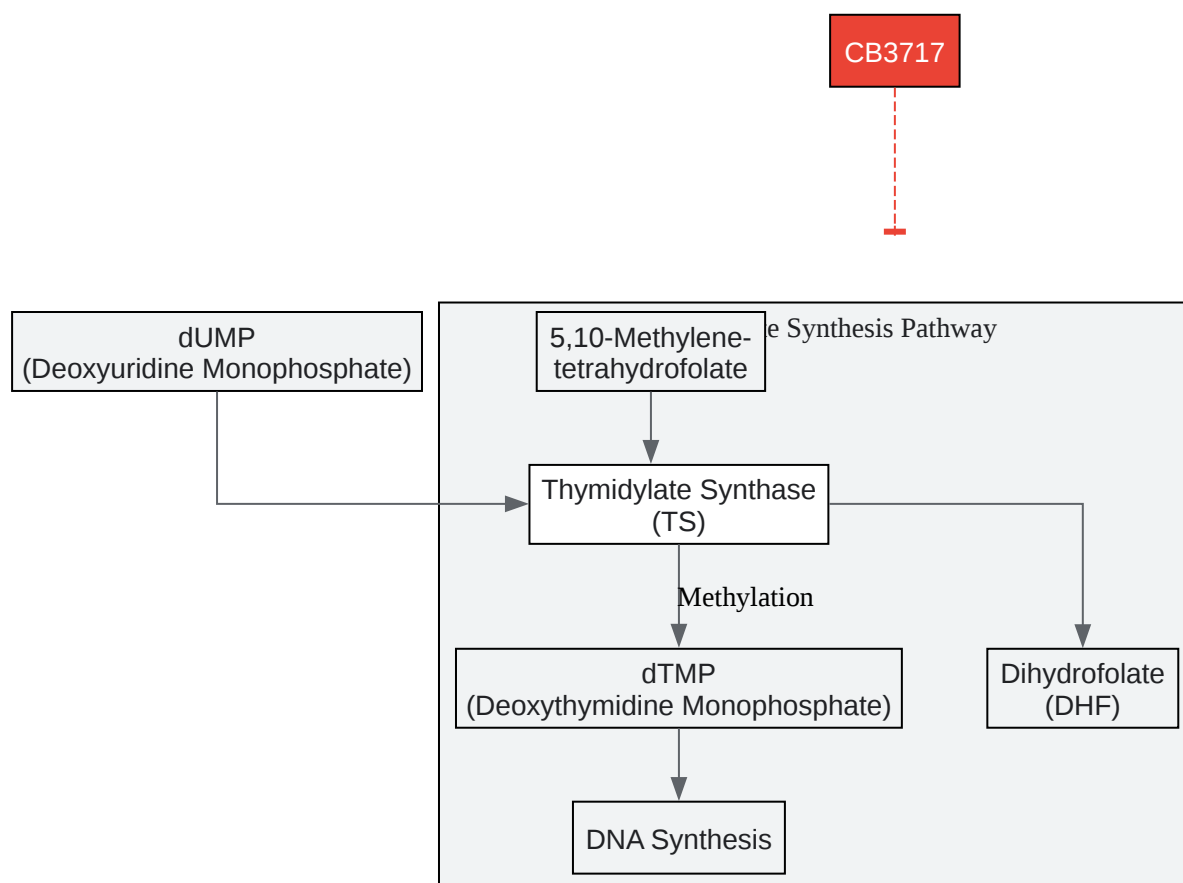 CB3717
dUMP
(Deoxyuridine Monophosphate)
5,10-Methylene-
tetrahydrofolate
Synthesis Pathway
Thymidylate Synthase
(TS)
Methylation
dTMP
(Deoxythymidine Monophosphate)
Dihydrofolate
(DHF)
DNA Synthesis